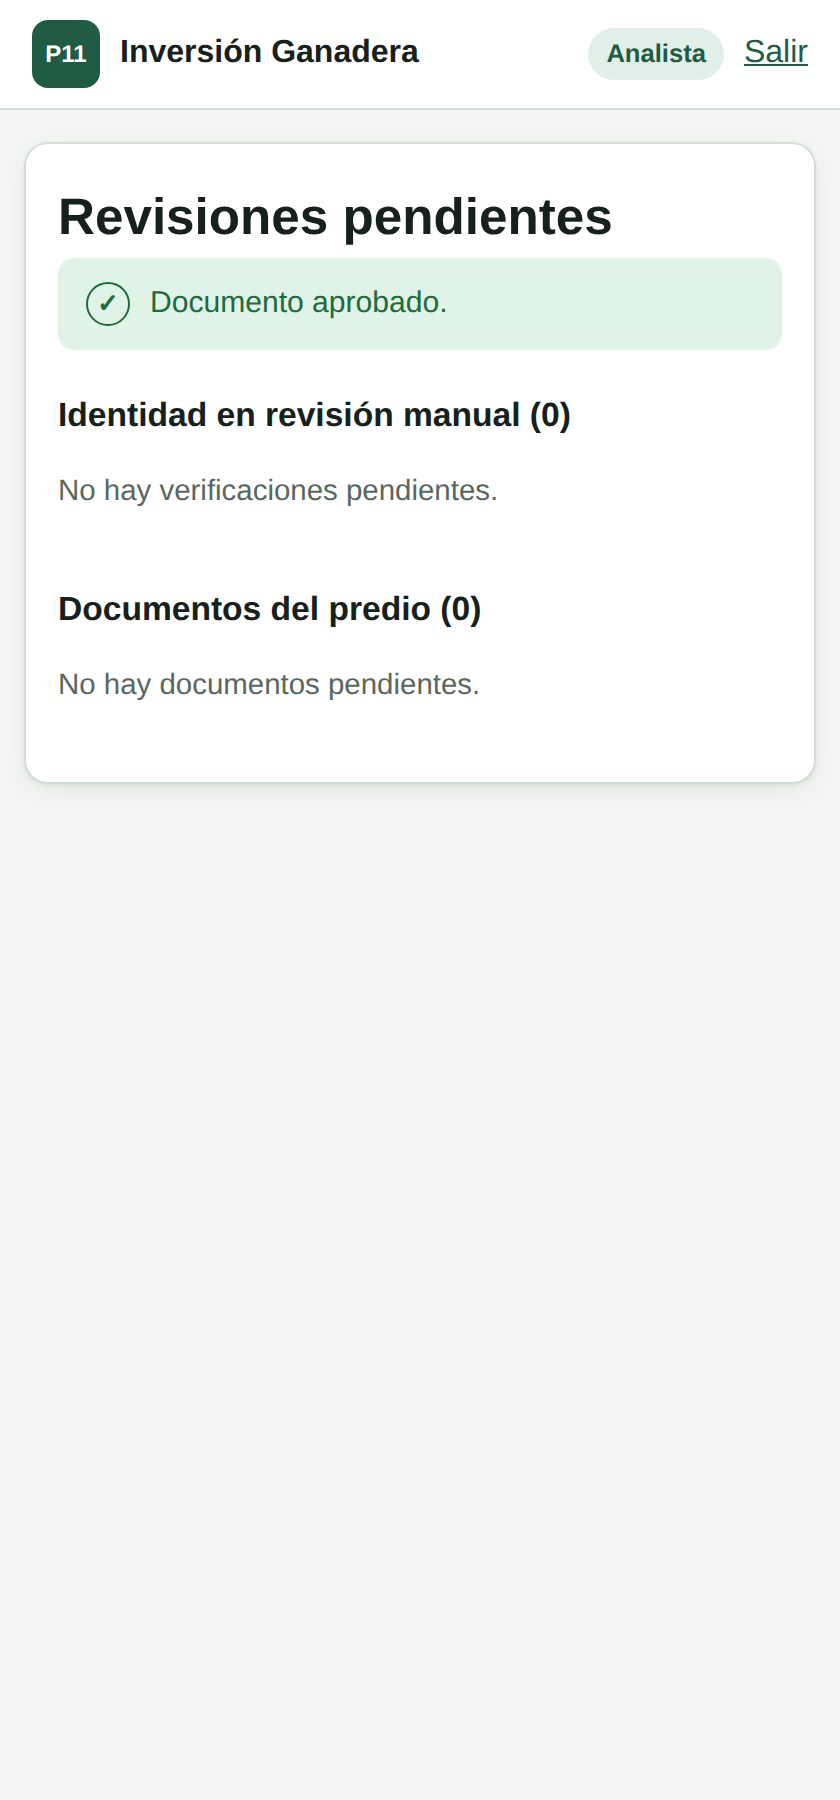 P11 Inversión Ganadera Analista Salir
Revisiones pendientes
✓ Documento aprobado.
Identidad en revisión manual (0)
No hay verificaciones pendientes.
Documentos del predio (0)
No hay documentos pendientes.